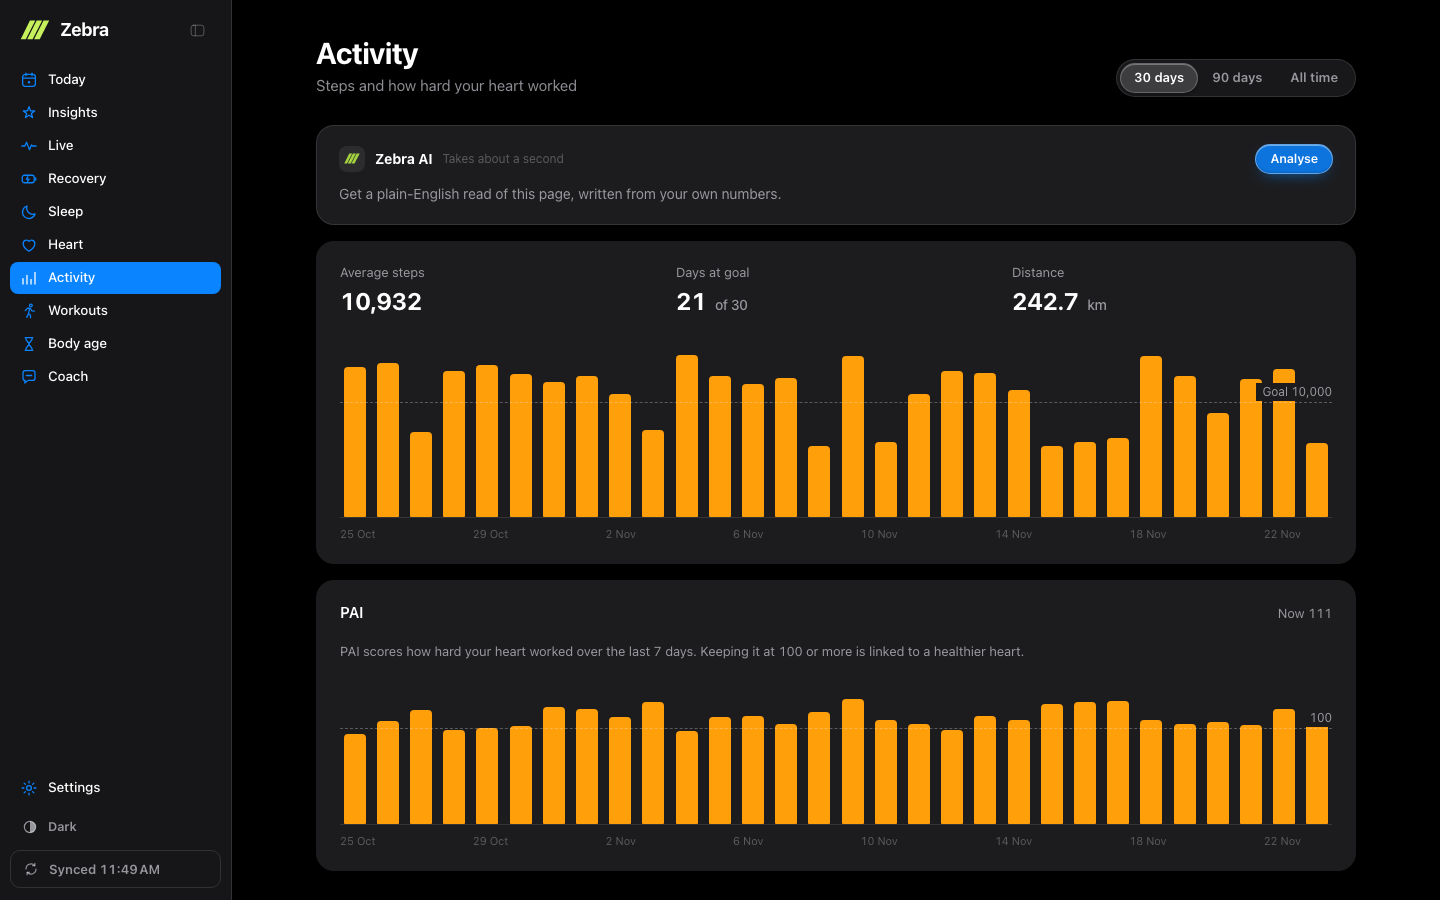 Zebra
Today
Insights
Live
Recovery
Sleep
Heart
Activity
Workouts
Body age
Coach
Settings
Dark
Synced 11:49 AM
Activity
Steps and how hard your heart worked
30 days 90 days All time
Zebra AI Takes about a second
Analyse
Get a plain-English read of this page, written from your own numbers.
Average steps Days at goal Distance
10,932 21 of 30 242.7 km
Goal 10,000
25 Oct 29 Oct 2 Nov 6 Nov 10 Nov 14 Nov 18 Nov 22 Nov
PAI Now 111
PAI scores how hard your heart worked over the last 7 days. Keeping it at 100 or more is linked to a healthier heart.
100
25 Oct 29 Oct 2 Nov 6 Nov 10 Nov 14 Nov 18 Nov 22 Nov